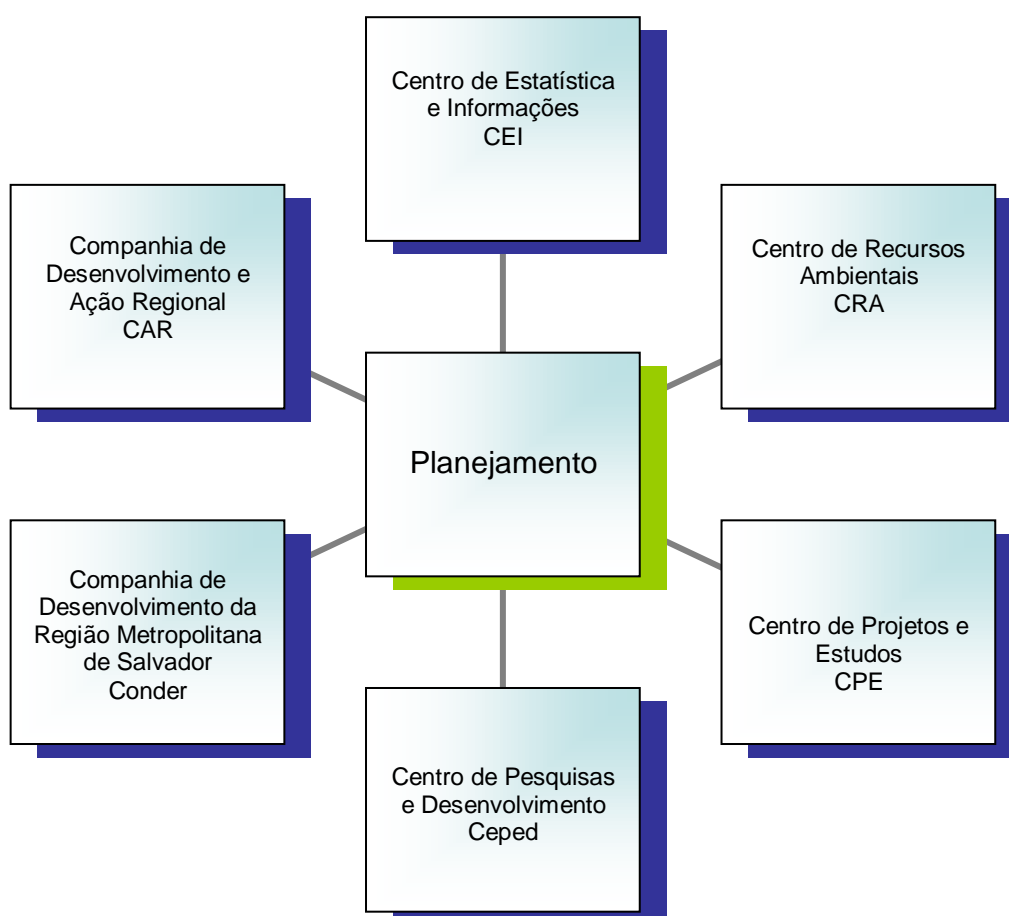 Centro de Estatística
e Informações
CEI
Companhia de
Desenvolvimento e
Ação Regional
CAR
Centro de Recursos
Ambientais
CRA
Planejamento
Companhia de
Desenvolvimento da
Região Metropolitana
de Salvador
Conder
Centro de Projetos e
Estudos
CPE
Centro de Pesquisas
e Desenvolvimento
Ceped